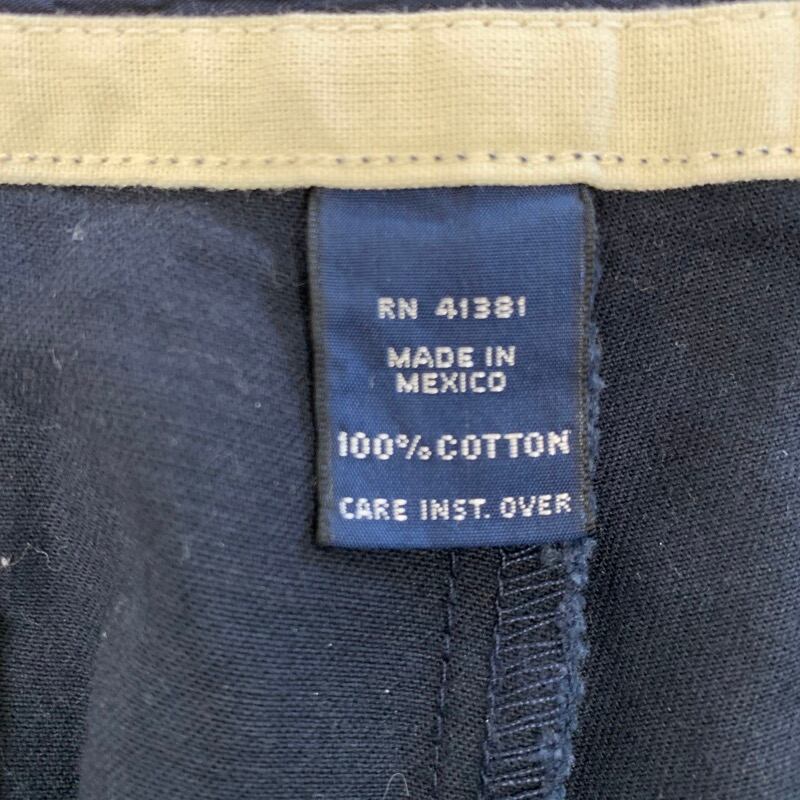 RN 41381
MADE IN
MEXICO
100% COTTON
CARE INST. OVER